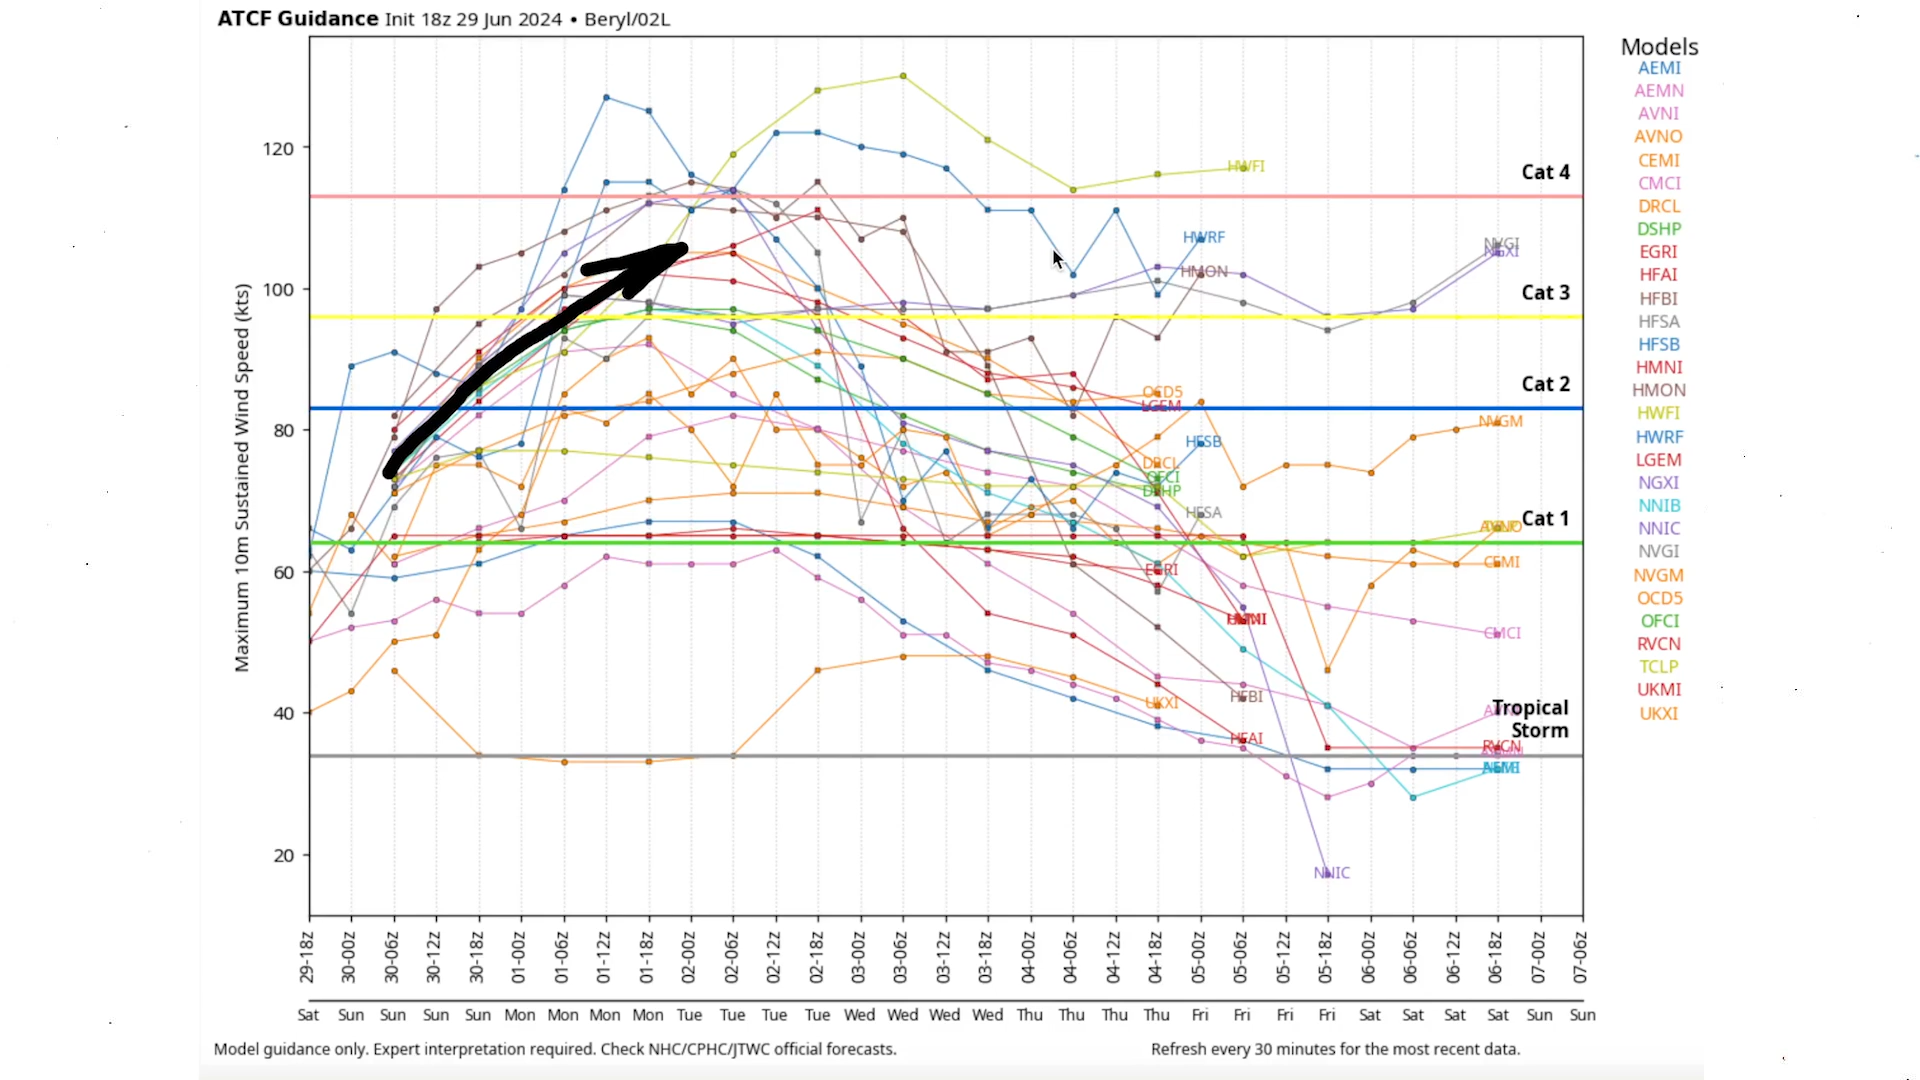 ATCF Guidance Init 18z 29 Jun 2024 • Beryl/02L
Models
AEMI
AEMN
AVNI
AVNO
CEMI
CMCI
DRCL
DSHP
EGRI
HFAI
HFBI
HFSA
HFSB
HMNI
HMON
HWFI
HWRF
LGEM
NGXI
NNIB
NNIC
NVGI
NVGM
OCD5
OFCI
RVCN
TCLP
UKMI
UKXI
Maximum 10m Sustained Wind Speed (kts)
120
100
80
60
40
20
Cat 4
Cat 3
Cat 2
Cat 1
Tropical
Storm
HWFI
HWRF
HMON
NVGI
NGXI
OCD5
LGEM
NVGM
HFSB
DRCL
OFCI
DSHP
HFSA
AVNO
CEMI
EGRI
CMCI
HFBI
UKXI
HFAI
RVCN
NNIC
29-18z 30-00z 30-06z 30-12z 30-18z 01-00z 01-06z 01-12z 01-18z 02-00z 02-06z 02-12z 02-18z 03-00z 03-06z 03-12z 03-18z 04-00z 04-06z 04-12z 04-18z 05-00z 05-06z 05-12z 05-18z 06-00z 06-06z 06-12z 06-18z 07-00z 07-06z
Sat Sun Sun Sun Sun Mon Mon Mon Mon Tue Tue Tue Tue Wed Wed Wed Wed Thu Thu Thu Thu Fri Fri Fri Fri Sat Sat Sat Sat Sun Sun
Model guidance only. Expert interpretation required. Check NHC/CPHC/JTWC official forecasts.
Refresh every 30 minutes for the most recent data.